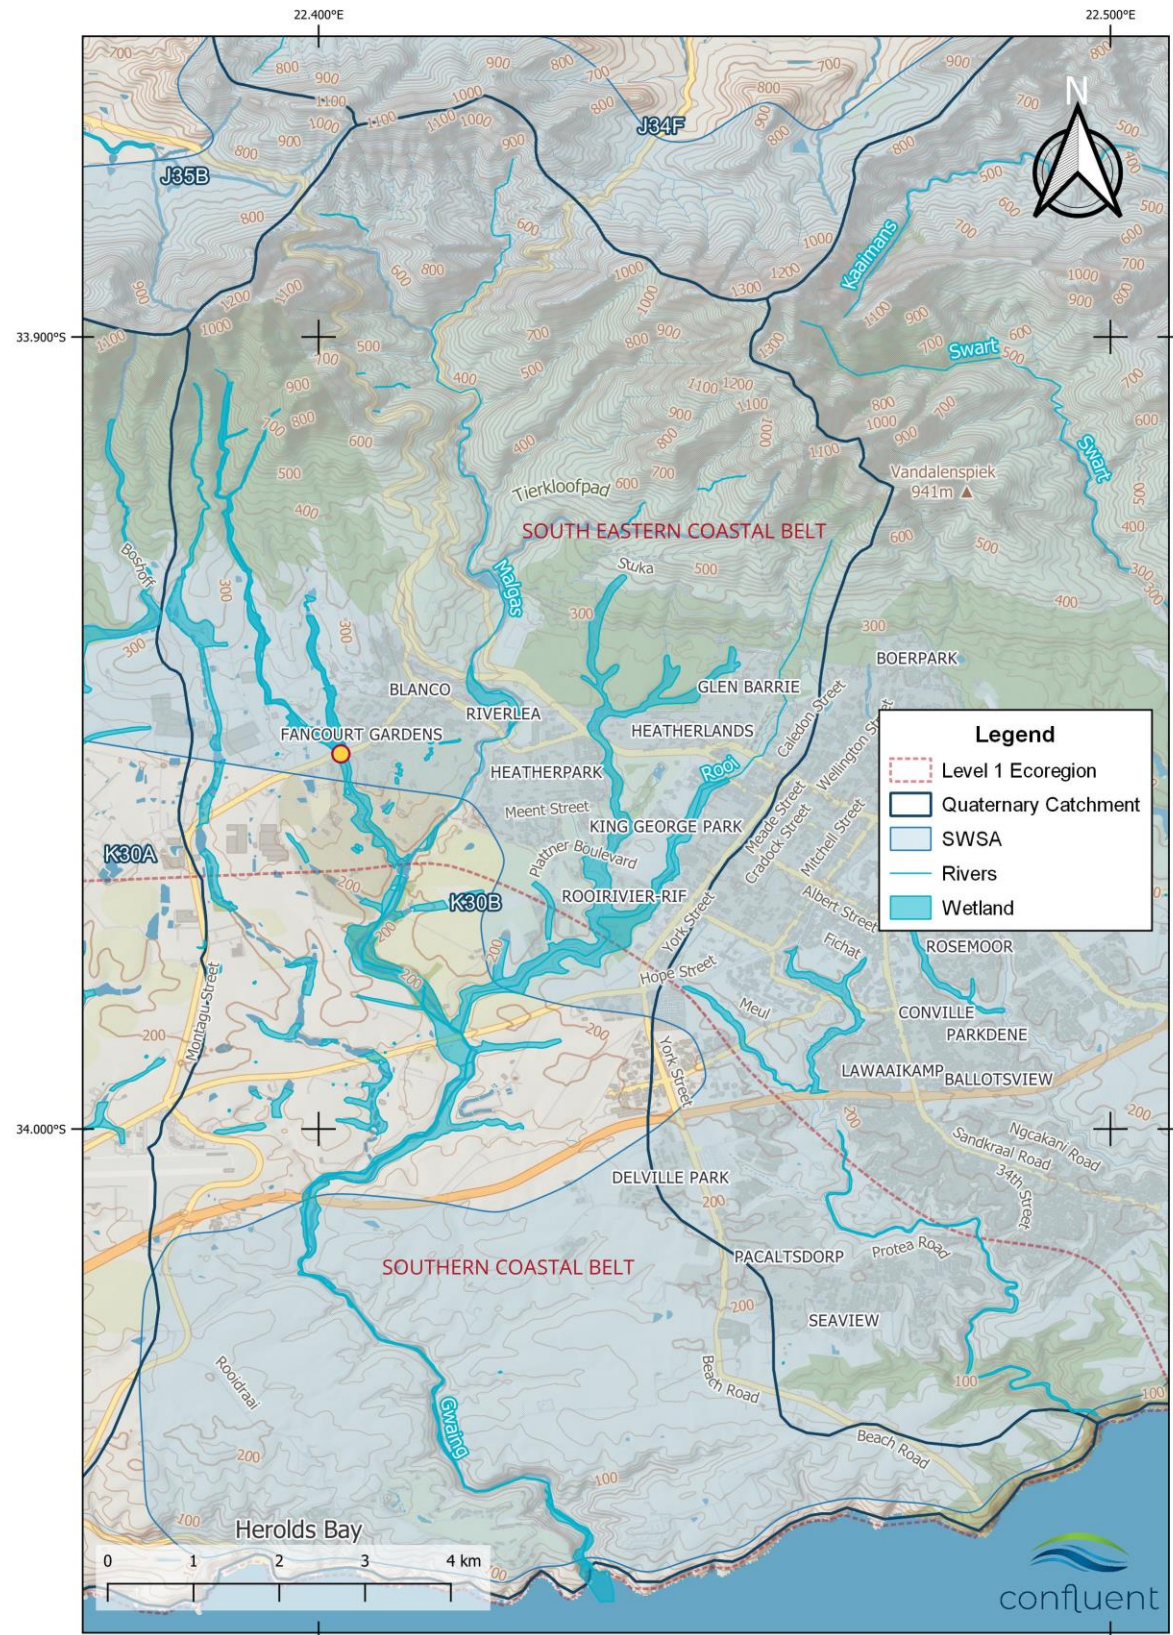 22.400°E
22.500°E
33.900°S
34.000°S
N
J34F
J35B
K30A
K30B
Kaaimans
Swart
Swart
Vandalenspiek
941m
Tierkloofpad
SOUTH EASTERN COASTAL BELT
Malgas
Stuka
Boshoff
BOERPARK
BLANCO
RIVERLEA
GLEN BARRIE
FANCOURT GARDENS
HEATHERLANDS
HEATHERPARK
Rooi
Caledon Street
Wellington Street
Meade Street
Cradock Street
Mitchell Street
Meent Street
KING GEORGE PARK
Plattner Boulevard
ROOIRIVIER-RIF
Albert Street
York Street
Fichat
Hope Street
Meul
Montagu Street
York Street
ROSEMOOR
CONVILLE
PARKDENE
LAWAAIKAMP
BALLOTSVIEW
Ngcakani Road
Sandkraal Road
34th Street
DELVILLE PARK
PACALTSDORP
Protea Road
SEAVIEW
SOUTHERN COASTAL BELT
Rooidraai
Beach Road
Beach Road
Gwaing
Herolds Bay
Legend
Level 1 Ecoregion
Quaternary Catchment
SWSA
Rivers
Wetland
0 1 2 3 4 km
confluent